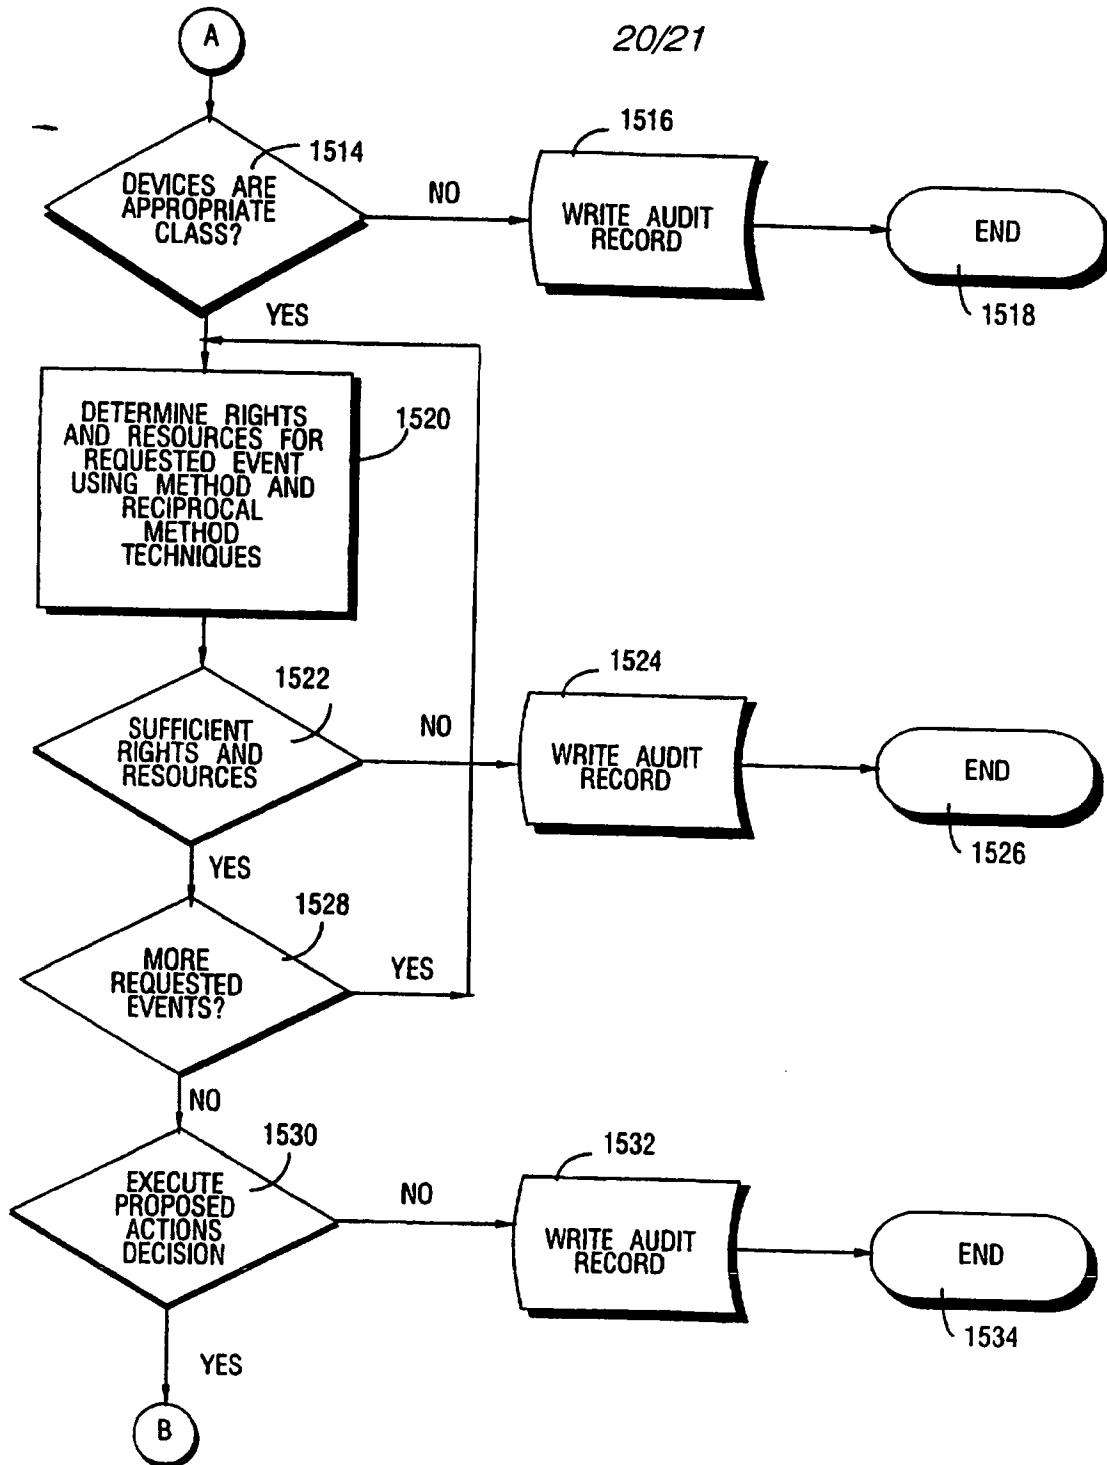 A
20/21
1514
DEVICES ARE
APPROPRIATE
CLASS?
NO
1516
WRITE AUDIT
RECORD
END
1518
YES
DETERMINE RIGHTS
AND RESOURCES FOR
REQUESTED EVENT
USING METHOD AND
RECIPROCAL
METHOD
TECHNIQUES
1520
1522
SUFFICIENT
RIGHTS AND
RESOURCES
NO
1524
WRITE AUDIT
RECORD
END
1526
YES
1528
MORE
REQUESTED
EVENTS?
YES
NO
1530
EXECUTE
PROPOSED
ACTIONS
DECISION
NO
1532
WRITE AUDIT
RECORD
END
1534
YES
B